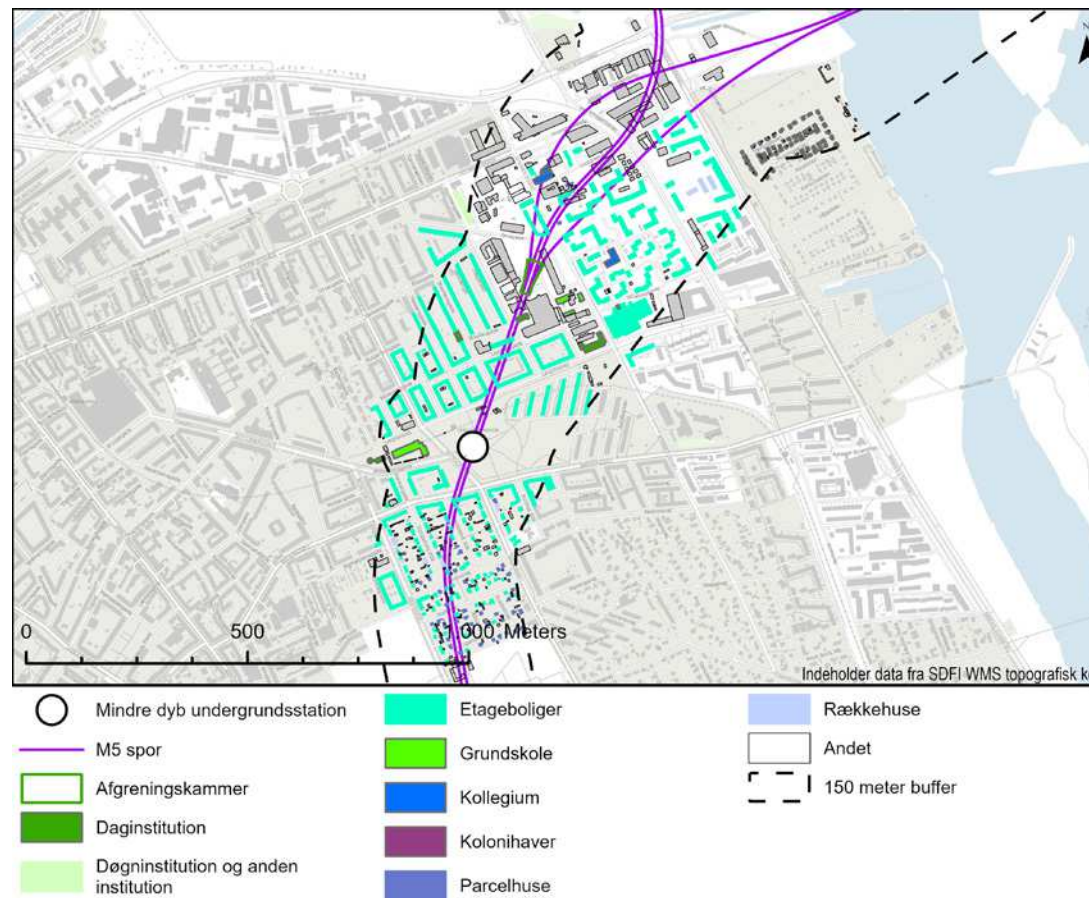 0 500 1.000 Meters
Indeholder data fra SDFI WMS topografisk k
Mindre dyb undergrundsstation
M5 spor
Afgreningskammer
Daginstitution
Døgninstitution og anden
institution
Etageboliger
Grundskole
Kollegium
Kolonihaver
Parcelhuse
Rækkehuse
Andet
150 meter buffer